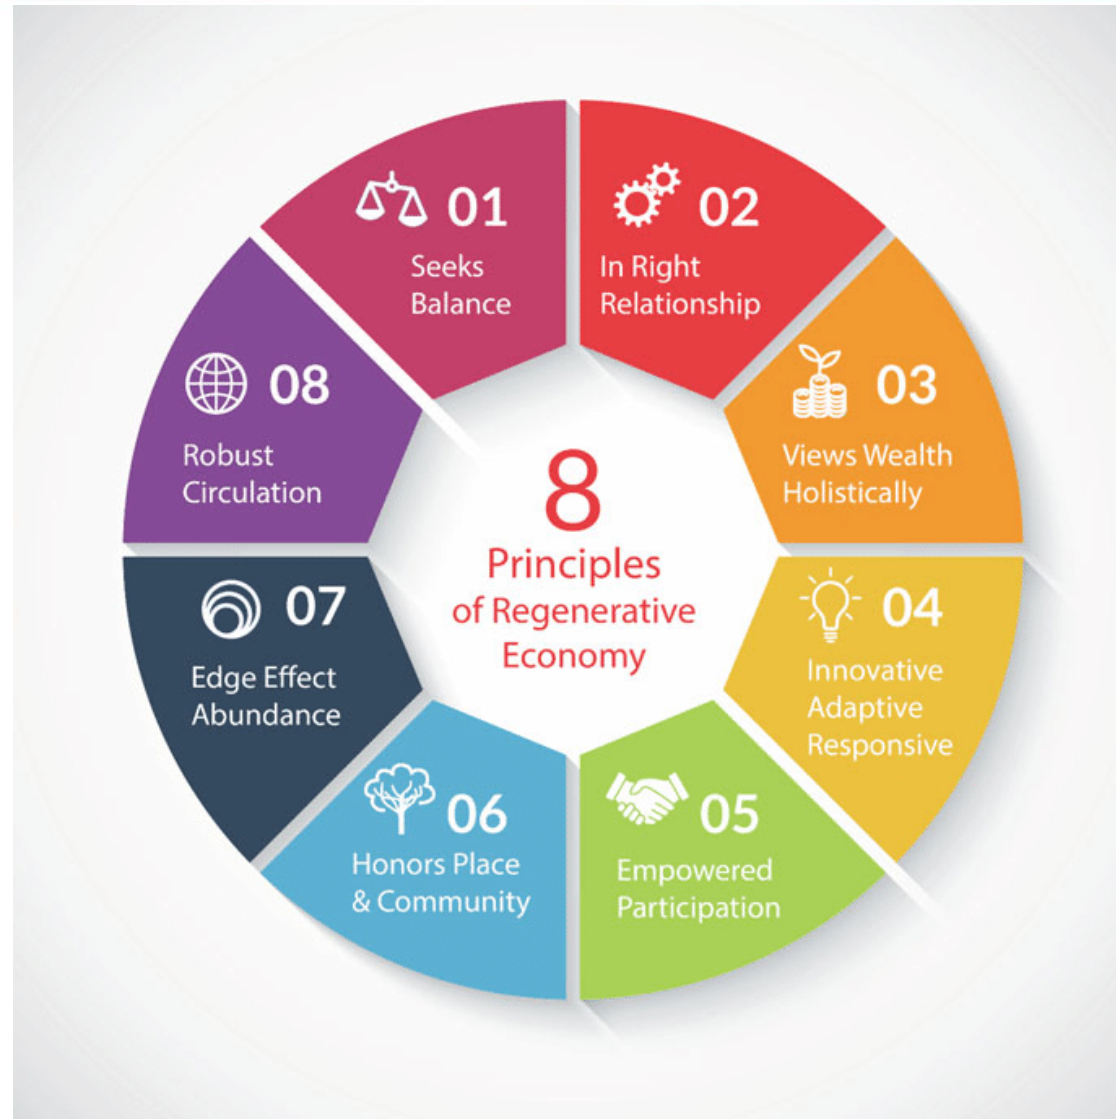 8
Principles
of Regenerative
Economy
01
Seeks
Balance
02
In Right
Relationship
03
Views Wealth
Holistically
04
Innovative
Adaptive
Responsive
05
Empowered
Participation
06
Honors Place
& Community
07
Edge Effect
Abundance
08
Robust
Circulation